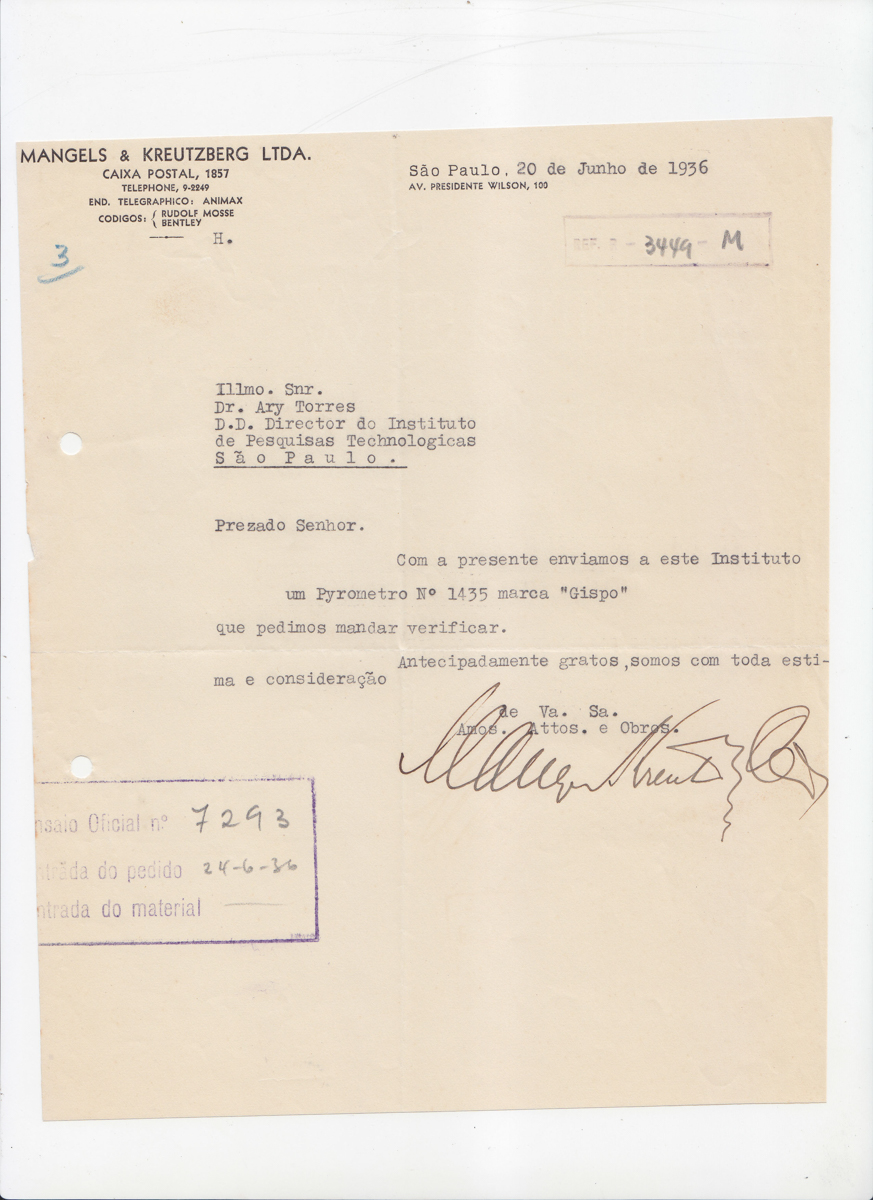 MANGELS & KREUTZBERG LTDA.
CAIXA POSTAL, 1857
TELEPHONE, 9-2249
END. TELEGRAPHICO: ANIMAX
CODIGOS: { RUDOLF MOSSE
BENTLEY
H.
São Paulo, 20 de Junho de 1936
AV. PRESIDENTE WILSON, 100
3449 - M
3
Illmo. Snr.
Dr. Ary Torres
D.D. Director do Instituto
de Pesquisas Technologicas
São Paulo.
Prezado Senhor.
Com a presente enviamos a este Instituto
um Pyrometro Nº 1435 marca "Gispo"
que pedimos mandar verificar.
Antecipadamente gratos,somos com toda esti-
ma e consideração
de Va. Sa.
Amos. Attos. e Obros.
nsaio Oficial nº 7293
ntrada do pedido 24-6-36
ntrada do material